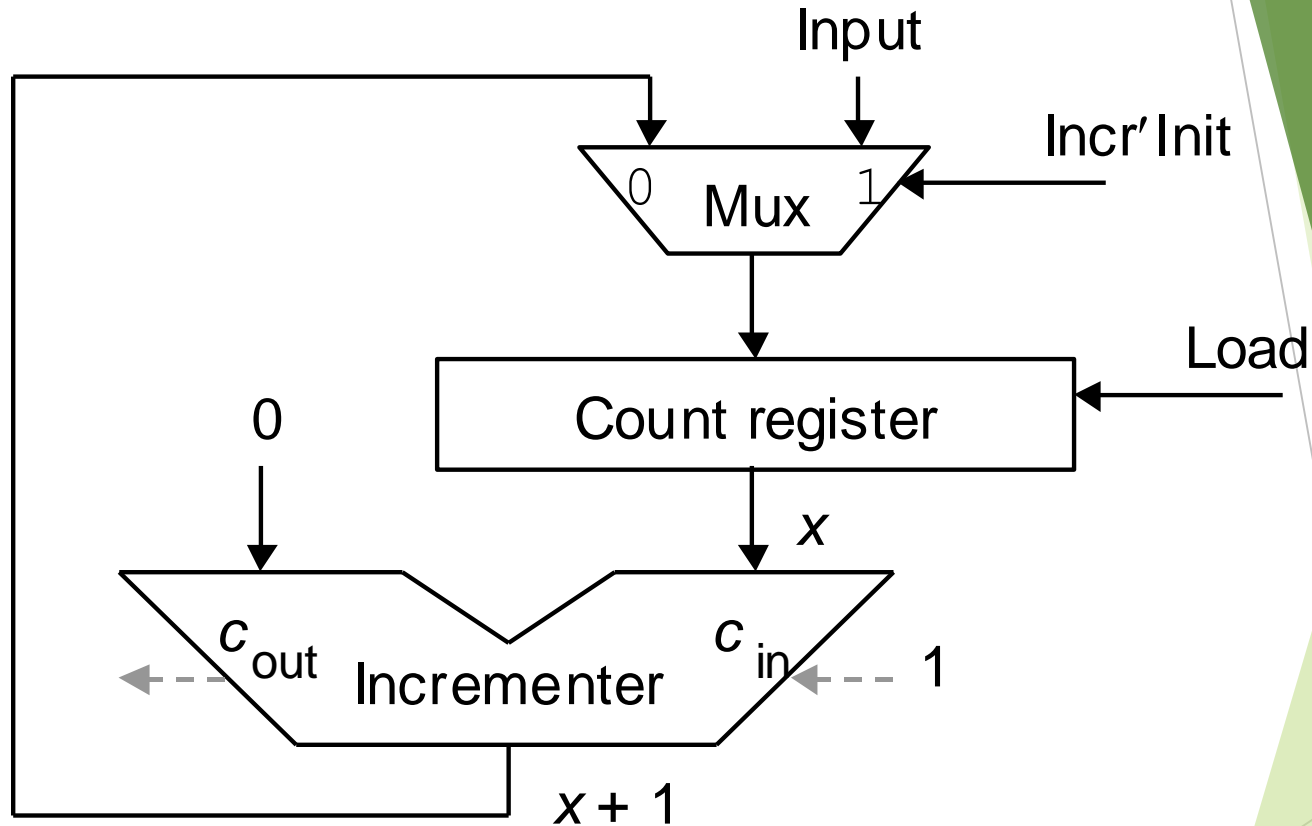 Input
Incr′Init
0 Mux 1
Load
0
Count register
x
c out
c in
1
Incrementer
x + 1